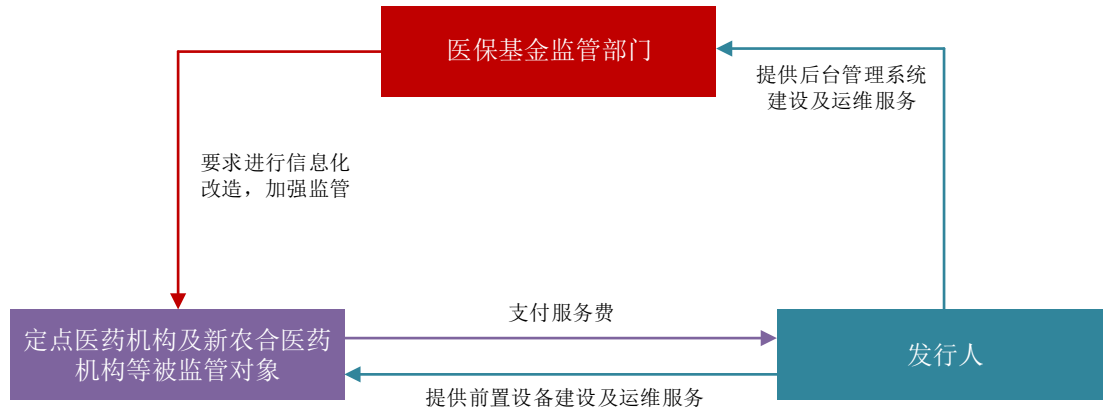 医保基金监管部门
提供后台管理系统
建设及运维服务
要求进行信息化
改造，加强监管
支付服务费
定点医药机构及新农合医药
机构等被监管对象
发行人
提供前置设备建设及运维服务